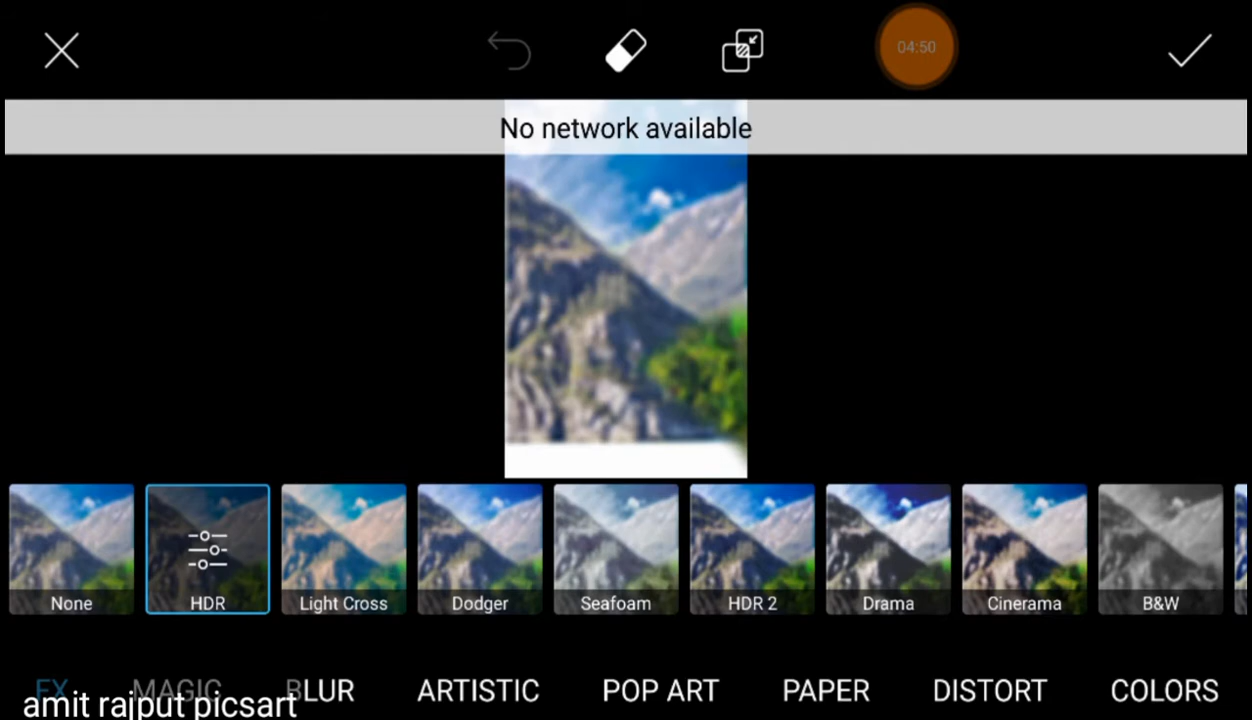 04:50
No network available
None
HDR
Light Cross
Dodger
Seafoam
HDR 2
Drama
Cinerama
B&W
FX
MAGIC
BLUR
ARTISTIC
POP ART
PAPER
DISTORT
COLORS
amit rajput picsart